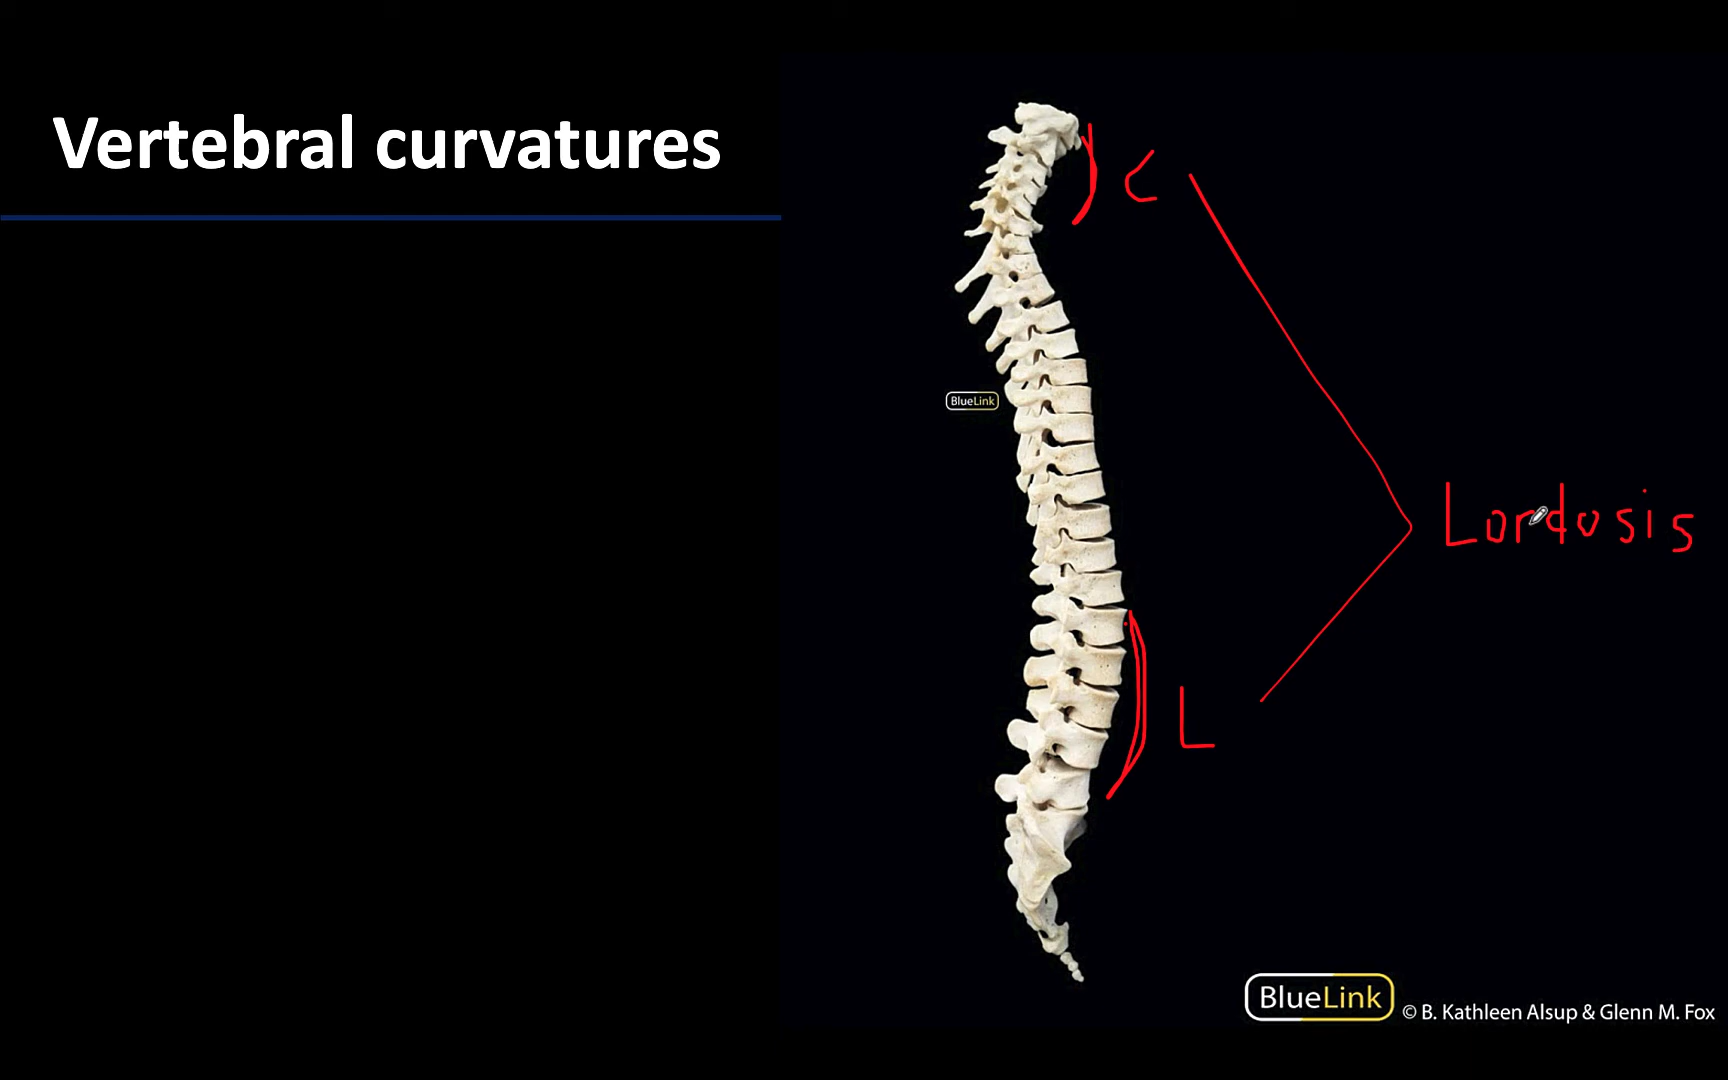 Vertebral curvatures
C
BlueLink
Lordosis
L
BlueLink
© B. Kathleen Alsup & Glenn M. Fox